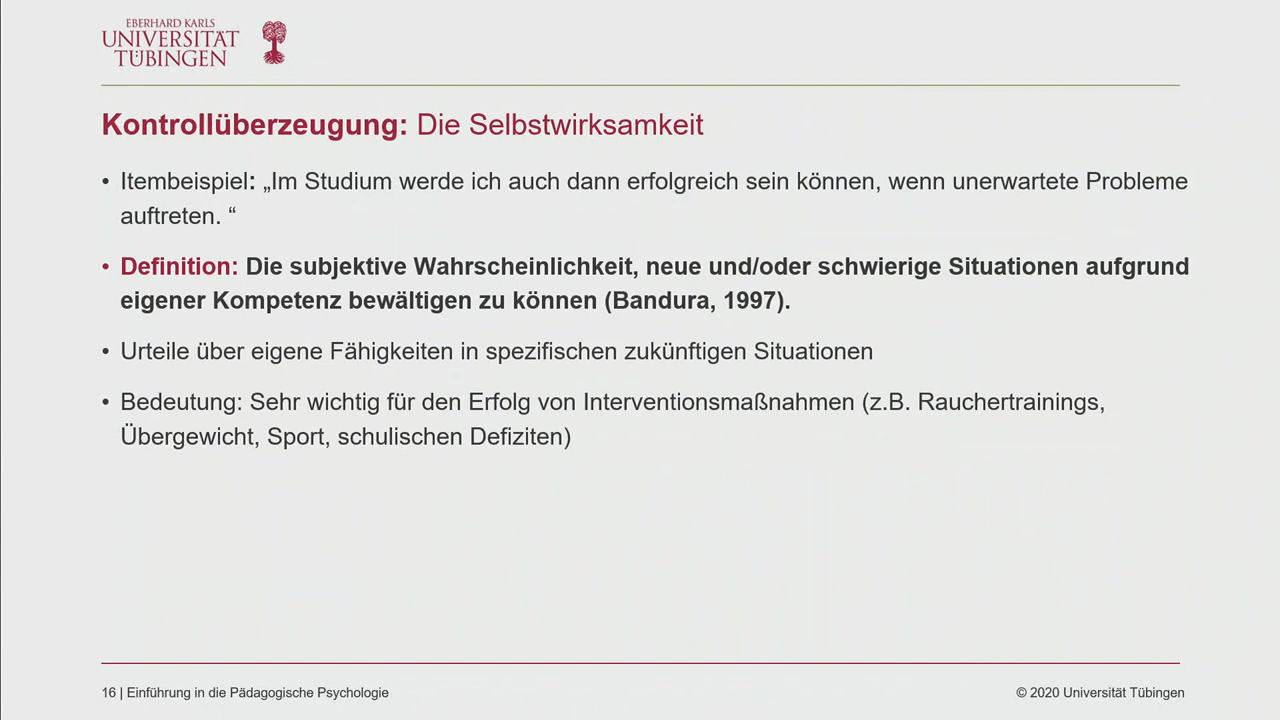 EBERHARD KARLS
UNIVERSITÄT
TÜBINGEN
Kontrollüberzeugung: Die Selbstwirksamkeit
• Itembeispiel: „Im Studium werde ich auch dann erfolgreich sein können, wenn unerwartete Probleme
auftreten. “
• Definition: Die subjektive Wahrscheinlichkeit, neue und/oder schwierige Situationen aufgrund
eigener Kompetenz bewältigen zu können (Bandura, 1997).
• Urteile über eigene Fähigkeiten in spezifischen zukünftigen Situationen
• Bedeutung: Sehr wichtig für den Erfolg von Interventionsmaßnahmen (z.B. Rauchertrainings,
Übergewicht, Sport, schulischen Defiziten)
16 | Einführung in die Pädagogische Psychologie
© 2020 Universität Tübingen